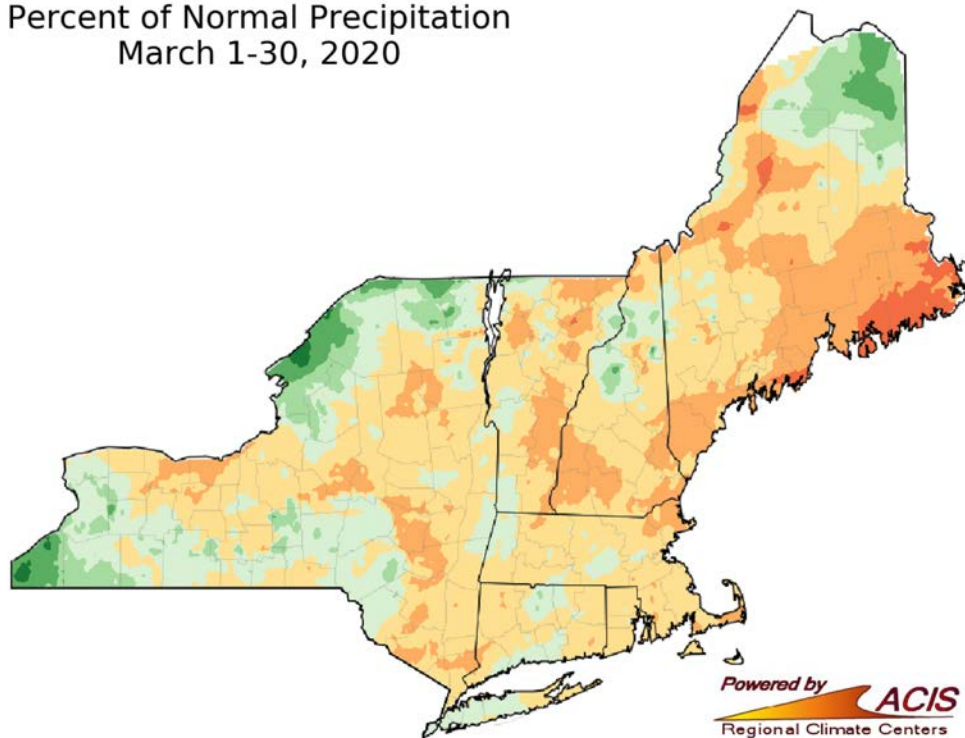 Percent of Normal Precipitation
March 1-30, 2020
Powered by
ACIS
Regional Climate Centers